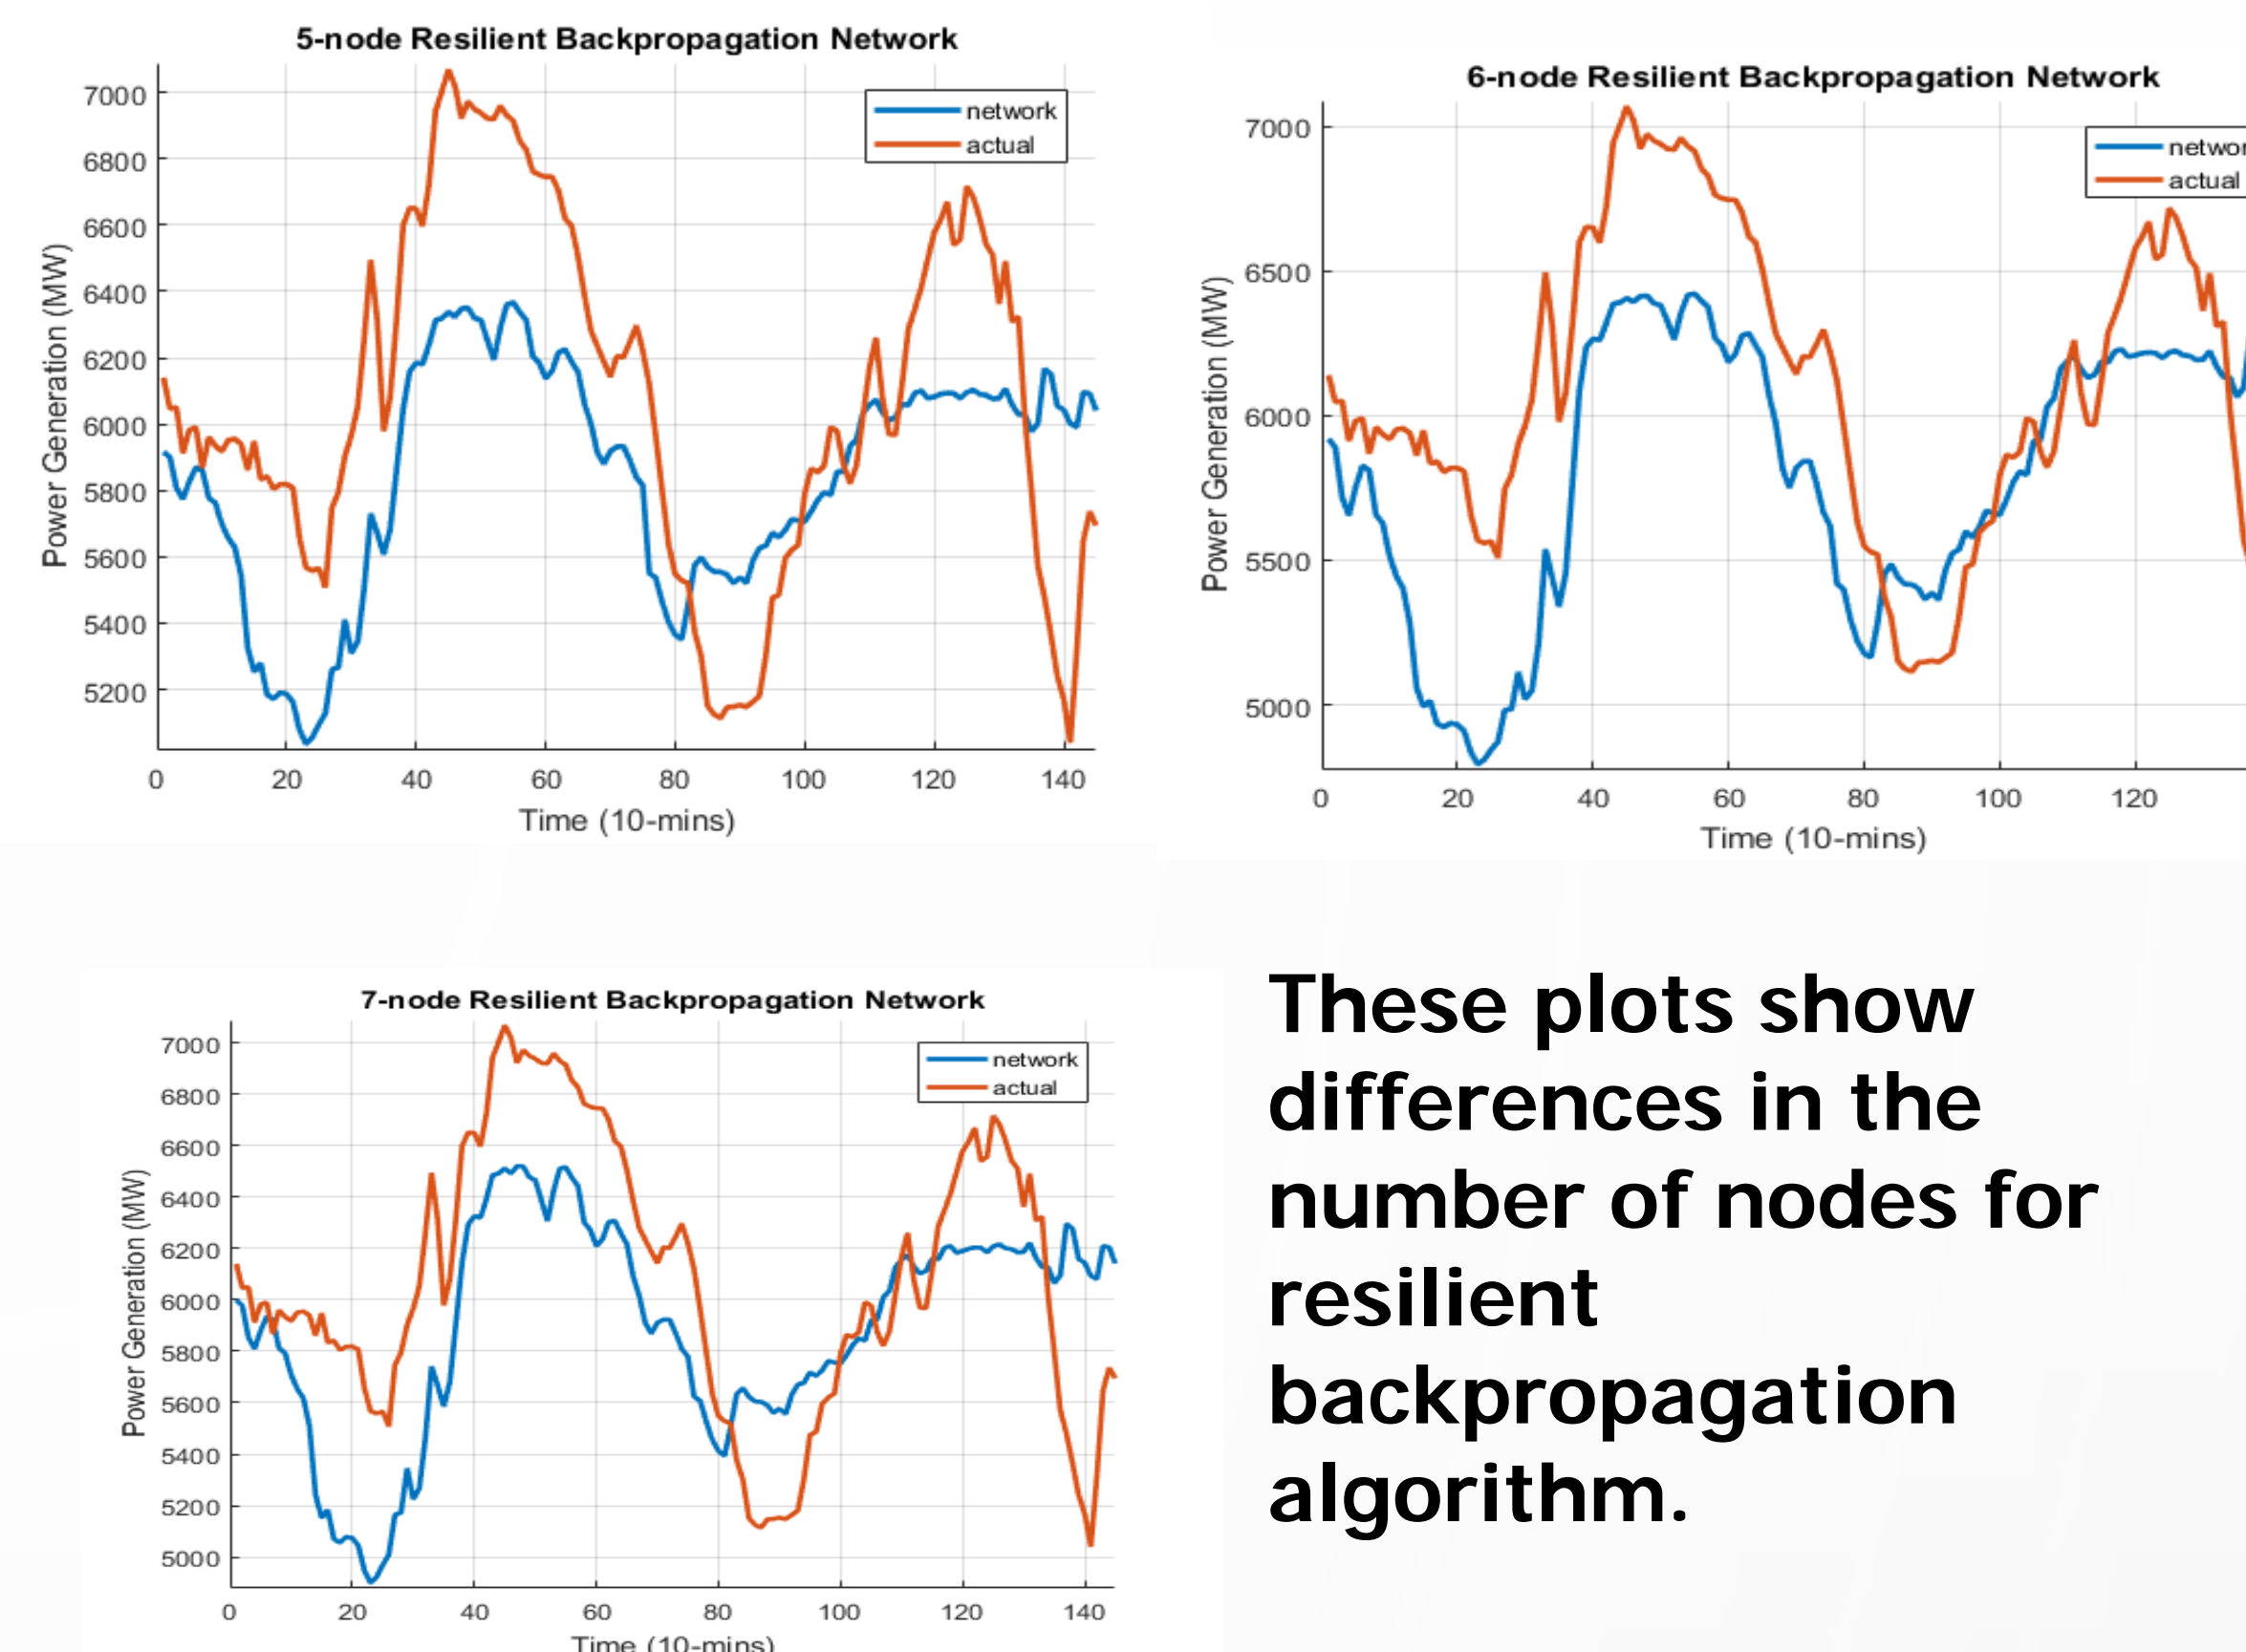 5-node Resilient Backpropagation Network
7000
6800
6600
6400
6200
6000
5800
5600
5400
5200
Power Generation (MW)
network
actual
0 20 40 60 80 100 120 140
Time (10-mins)
6-node Resilient Backpropagation Network
7000
6500
6000
5500
5000
Power Generation (MW)
networ
actual
0 20 40 60 80 100 120
Time (10-mins)
7-node Resilient Backpropagation Network
7000
6800
6600
6400
6200
6000
5800
5600
5400
5200
5000
Power Generation (MW)
network
actual
0 20 40 60 80 100 120 140
Time (10-mins)
These plots show
differences in the
number of nodes for
resilient
backpropagation
algorithm.